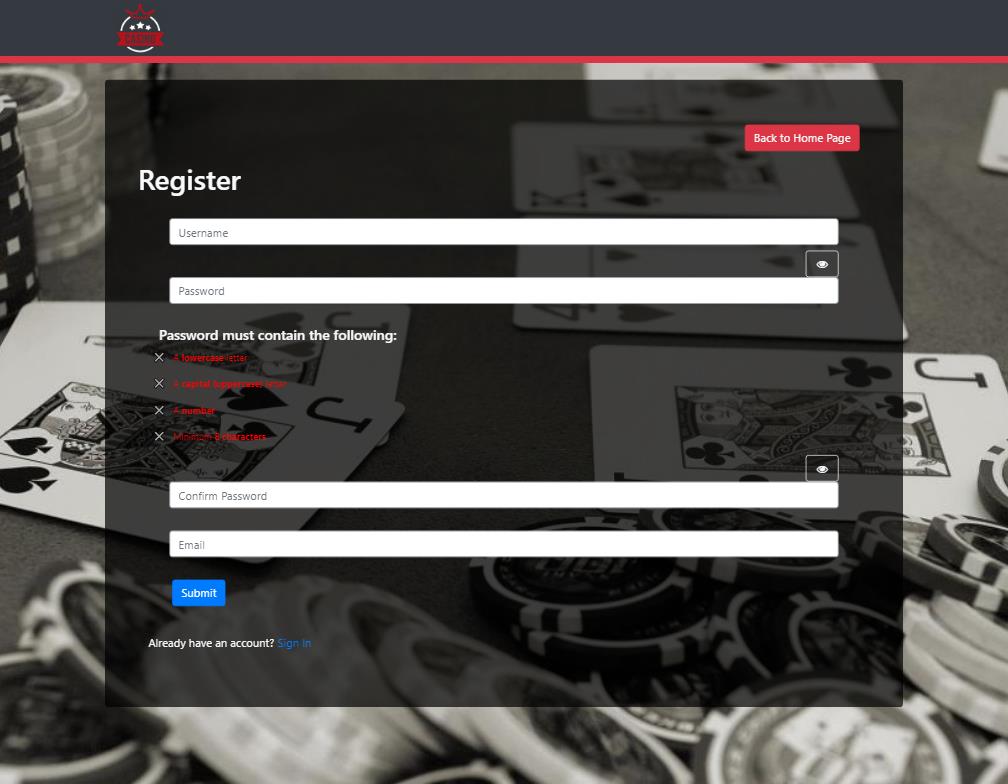 CASINO
Back to Home Page
Register
Username
Password
Password must contain the following:
A lowercase letter
A capital (uppercase) letter
A number
Minimum 8 characters
Confirm Password
Email
Submit
Already have an account? Sign In